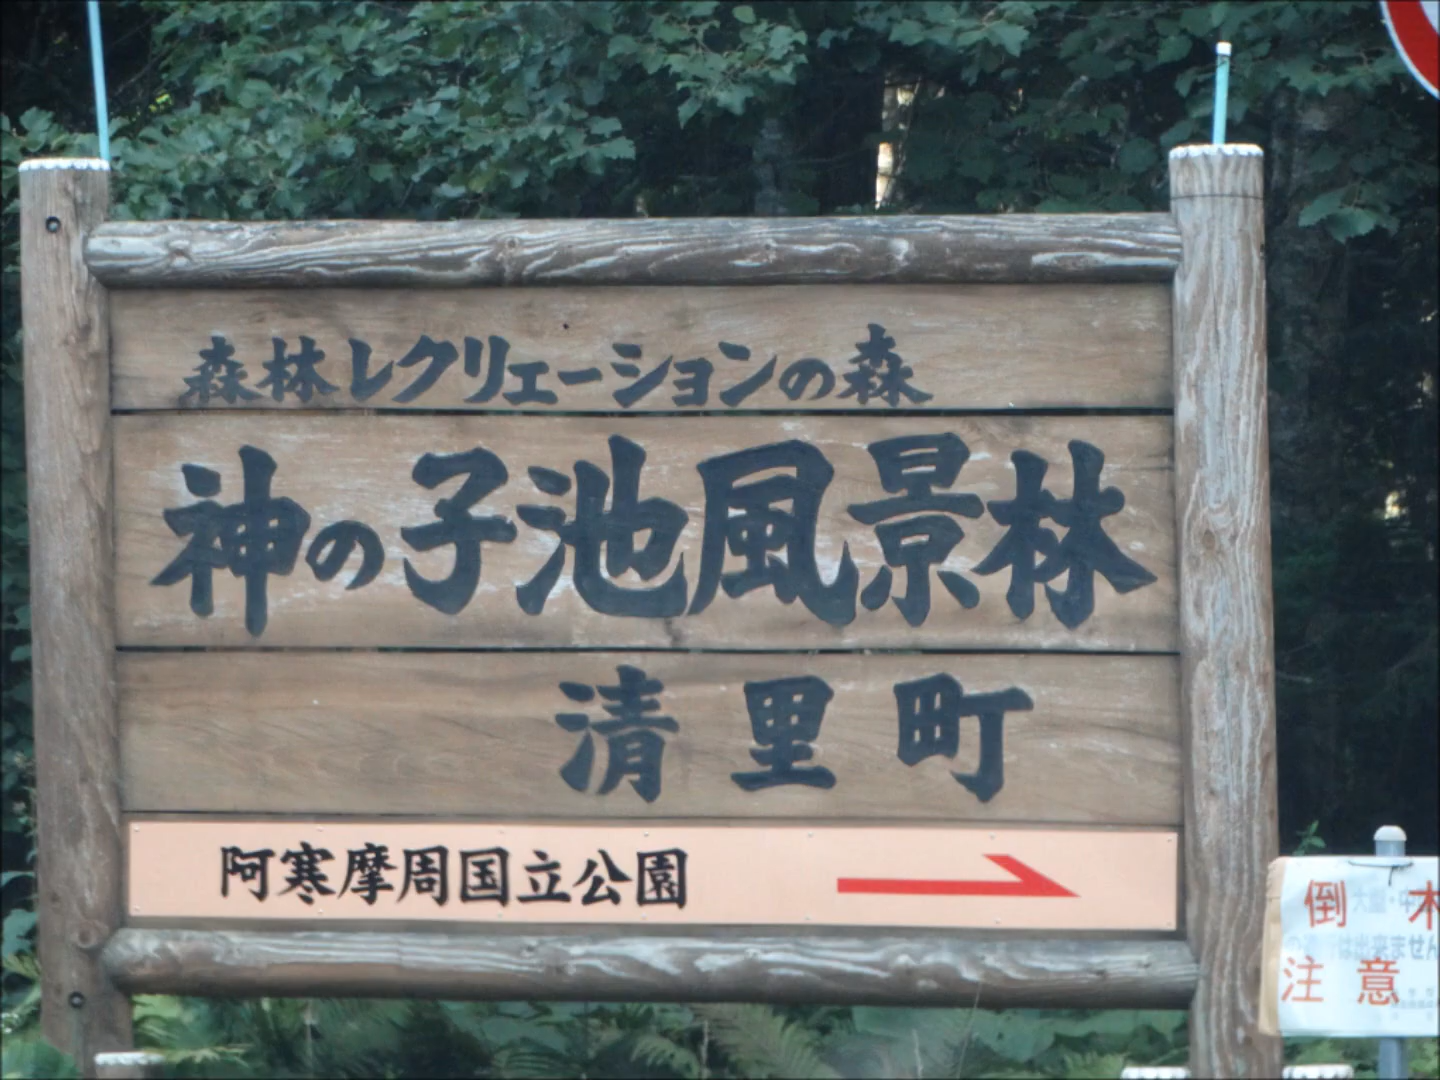 森林レクリエーションの森
神の子池風景林
清里町
阿寒摩周国立公園
倒木
注意